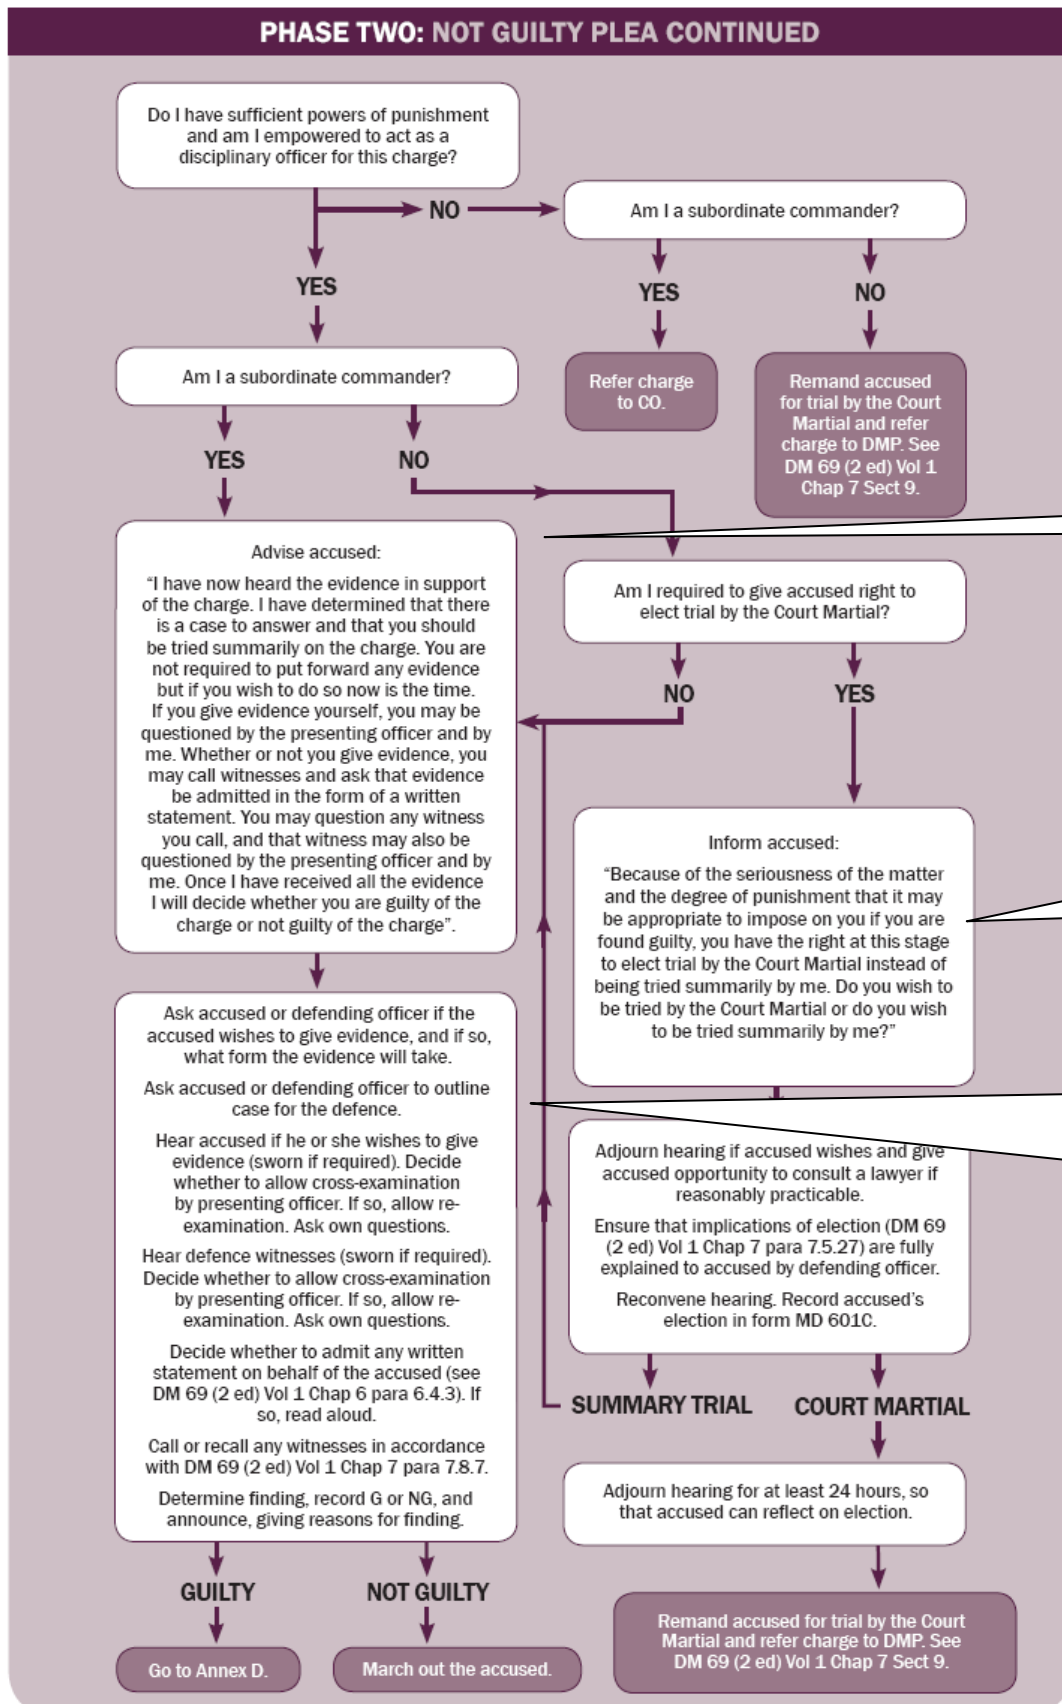 PHASE TWO: NOT GUILTY PLEA CONTINUED
Do I have sufficient powers of punishment
and am I empowered to act as a
disciplinary officer for this charge?
NO
Am I a subordinate commander?
YES
YES
NO
Am I a subordinate commander?
Refer charge
to CO.
Remand accused
for trial by the Court
Martial and refer
charge to DMP. See
DM 69 (2 ed) Vol 1
Chap 7 Sect 9.
YES
NO
Advise accused:
“I have now heard the evidence in support
of the charge. I have determined that there
is a case to answer and that you should
be tried summarily on the charge. You are
not required to put forward any evidence
but if you wish to do so now is the time.
If you give evidence yourself, you may be
questioned by the presenting officer and by
me. Whether or not you give evidence, you
may call witnesses and ask that evidence
be admitted in the form of a written
statement. You may question any witness
you call, and that witness may also be
questioned by the presenting officer and by
me. Once I have received all the evidence
I will decide whether you are guilty of the
charge or not guilty of the charge”.
Am I required to give accused right to
elect trial by the Court Martial?
NO
YES
Inform accused:
“Because of the seriousness of the matter
and the degree of punishment that it may
be appropriate to impose on you if you are
found guilty, you have the right at this stage
to elect trial by the Court Martial instead of
being tried summarily by me. Do you wish to
be tried by the Court Martial or do you wish
to be tried summarily by me?”
Ask accused or defending officer if the
accused wishes to give evidence, and if so,
what form the evidence will take.
Ask accused or defending officer to outline
case for the defence.
Hear accused if he or she wishes to give
evidence (sworn if required). Decide
whether to allow cross-examination
by presenting officer. If so, allow re-
examination. Ask own questions.
Hear defence witnesses (sworn if required).
Decide whether to allow cross-examination
by presenting officer. If so, allow re-
examination. Ask own questions.
Decide whether to admit any written
statement on behalf of the accused (see
DM 69 (2 ed) Vol 1 Chap 6 para 6.4.3). If
so, read aloud.
Call or recall any witnesses in accordance
with DM 69 (2 ed) Vol 1 Chap 7 para 7.8.7.
Determine finding, record G or NG, and
announce, giving reasons for finding.
Adjourn hearing if accused wishes and give
accused opportunity to consult a lawyer if
reasonably practicable.
Ensure that implications of election (DM 69
(2 ed) Vol 1 Chap 7 para 7.5.27) are fully
explained to accused by defending officer.
Reconvene hearing. Record accused’s
election in form MD 601C.
SUMMARY TRIAL
COURT MARTIAL
Adjourn hearing for at least 24 hours, so
that accused can reflect on election.
GUILTY
NOT GUILTY
Go to Annex D.
March out the accused.
Remand accused for trial by the Court
Martial and refer charge to DMP. See
DM 69 (2 ed) Vol 1 Chap 7 Sect 9.